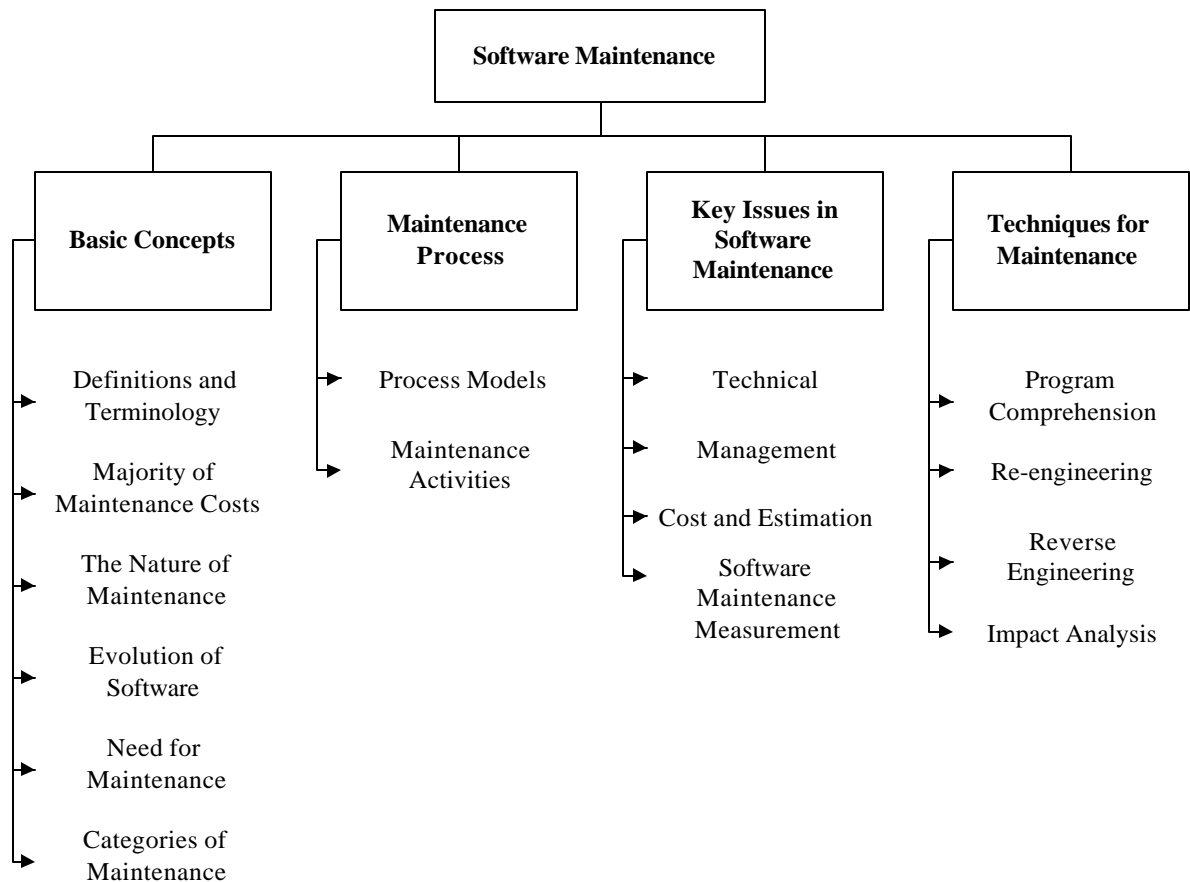 Software Maintenance
Basic Concepts
Definitions and
Terminology
Majority of
Maintenance Costs
The Nature of
Maintenance
Evolution of
Software
Need for
Maintenance
Categories of
Maintenance
Maintenance
Process
Process Models
Maintenance
Activities
Key Issues in
Software
Maintenance
Technical
Management
Cost and Estimation
Software
Maintenance
Measurement
Techniques for
Maintenance
Program
Comprehension
Re-engineering
Reverse
Engineering
Impact Analysis